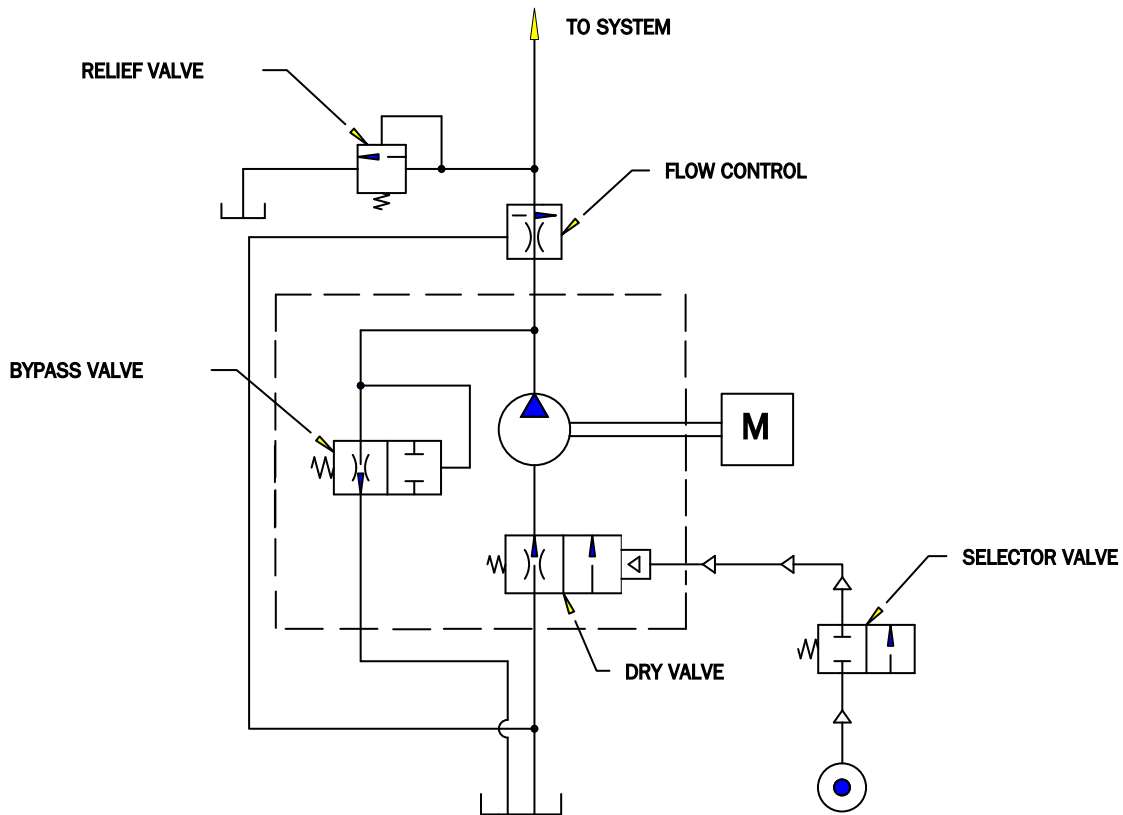 TO SYSTEM
RELIEF VALVE
FLOW CONTROL
BYPASS VALVE
M
SELECTOR VALVE
DRY VALVE